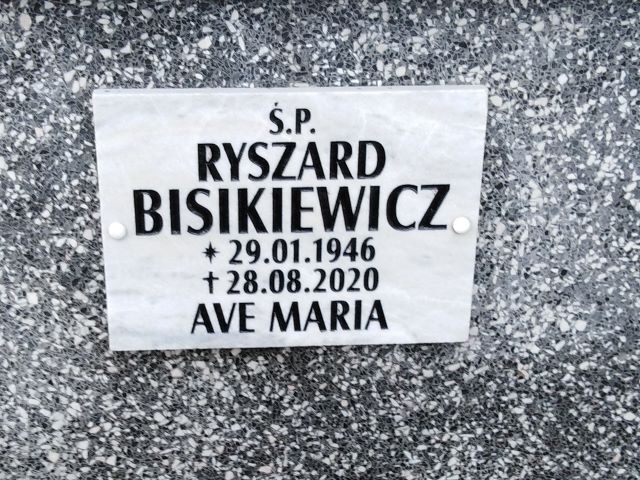 Ś.P.
RYSZARD
BISIKIEWICZ
* 29.01.1946
† 28.08.2020
AVE MARIA